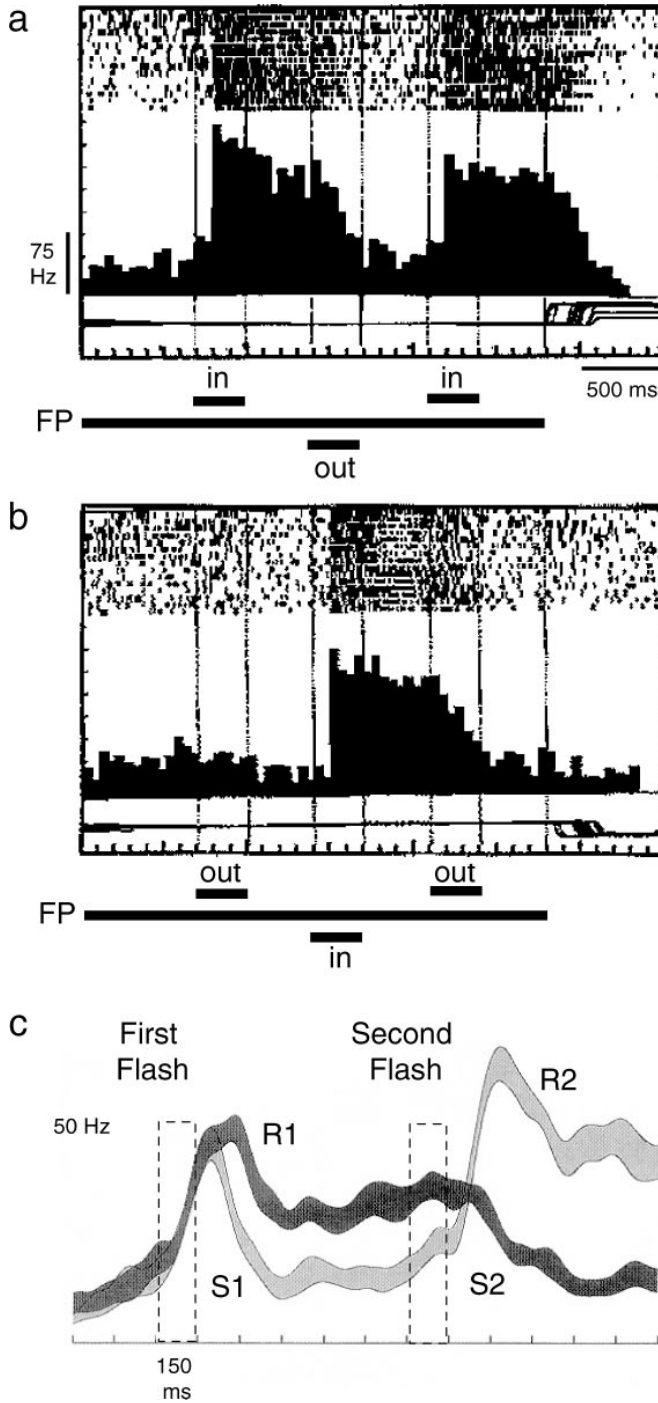 a
75
Hz
in
in
500 ms
FP
out
b
out
out
FP
in
c
First
Flash
Second
Flash
50 Hz
R1
R2
S1
S2
150
ms